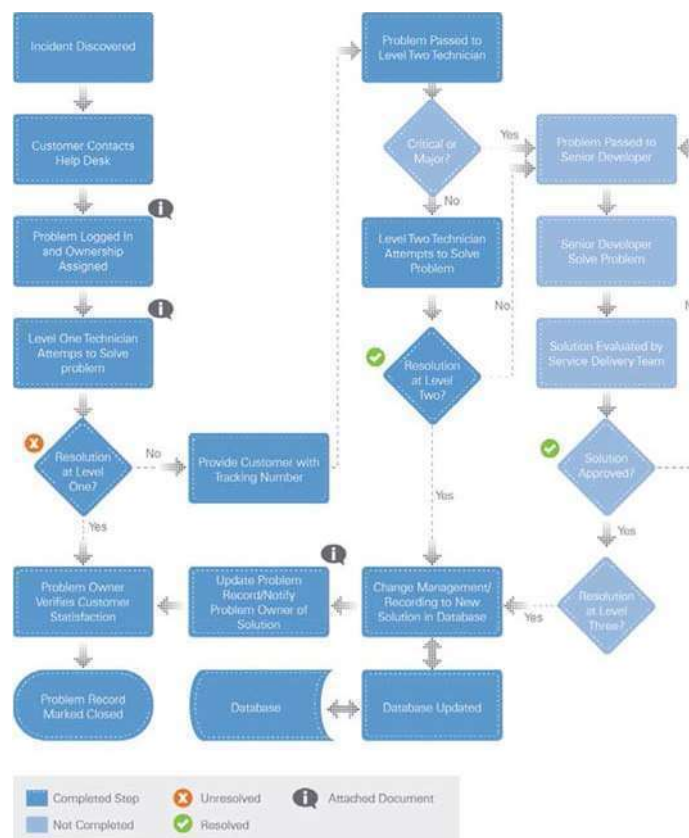 Incident Discovered
Customer Contacts
Help Desk
Problem Logged In
and Ownership
Assigned
Level One Technician
Attemps to Solve
problem
Resolution
at Level
One?
No
Yes
Provide Customer with
Tracking Number
Problem Owner
Verifies Customer
Statisfaction
Problem Record
Marked Closed
Update Problem
Record/Notify
Problem Owner of
Solution
Database
Problem Passed to
Level Two Technician
Critical or
Major?
Yes
No
Level Two Technician
Attempts to Solve
Problem
Resolution
at Level
Two?
No
Yes
Change Management/
Recording to New
Solution in Database
Database Updated
Problem Passed to
Senior Developer
Senior Developer
Solve Problem
Solution Evaluated by
Service Delivery Team
Solution
Approved?
Yes
Resolution
at Level
Three?
Yes
Completed Step
Unresolved
Attached Document
Not Completed
Resolved